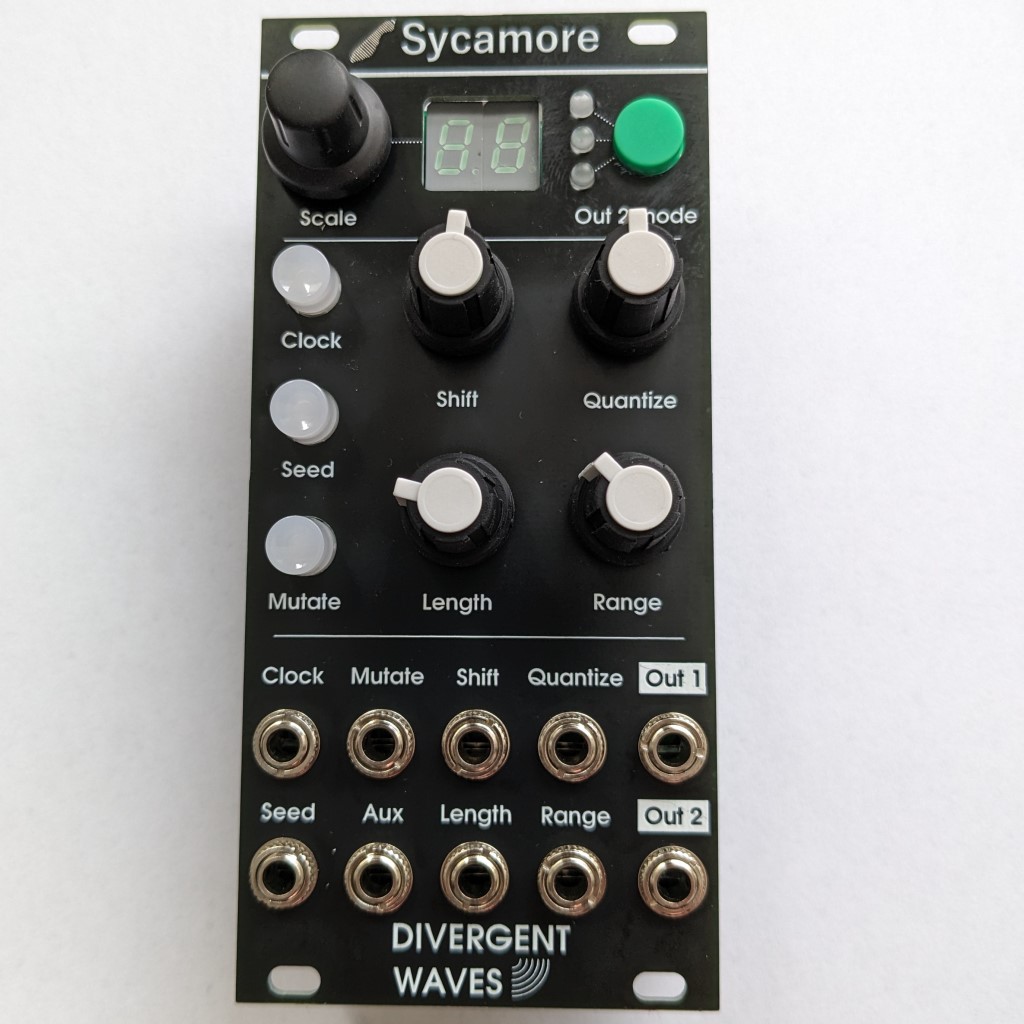 Sycamore
Scale
Out 2 mode
Clock
Shift
Quantize
Seed
Mutate
Length
Range
Clock Mutate Shift Quantize Out 1
Seed Aux Length Range Out 2
DIVERGENT
WAVES